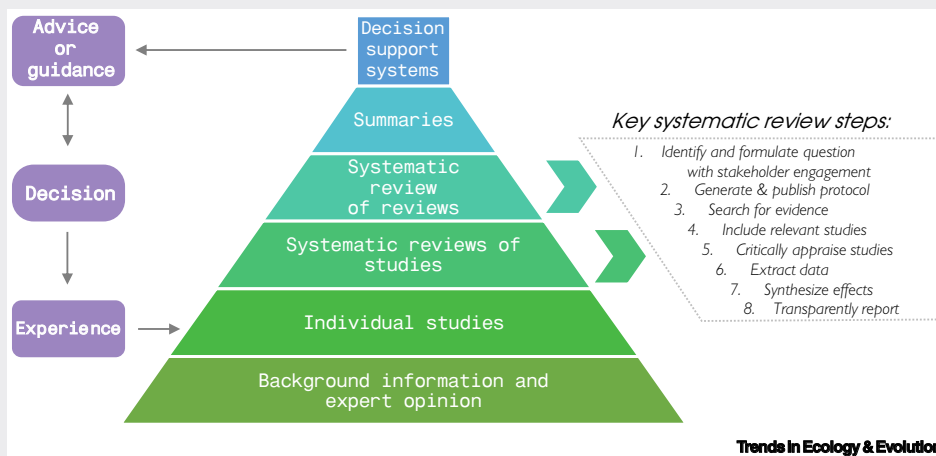 Advice
or
guidance
Decision
Experience
Decision
support
systems
Summaries
Systematic
review
of reviews
Systematic reviews of
studies
Individual studies
Background information and
expert opinion
Key systematic review steps:
1. Identify and formulate question
with stakeholder engagement
2. Generate & publish protocol
3. Search for evidence
4. Include relevant studies
5. Critically appraise studies
6. Extract data
7. Synthesize effects
8. Transparently report
Trends in Ecology & Evolution